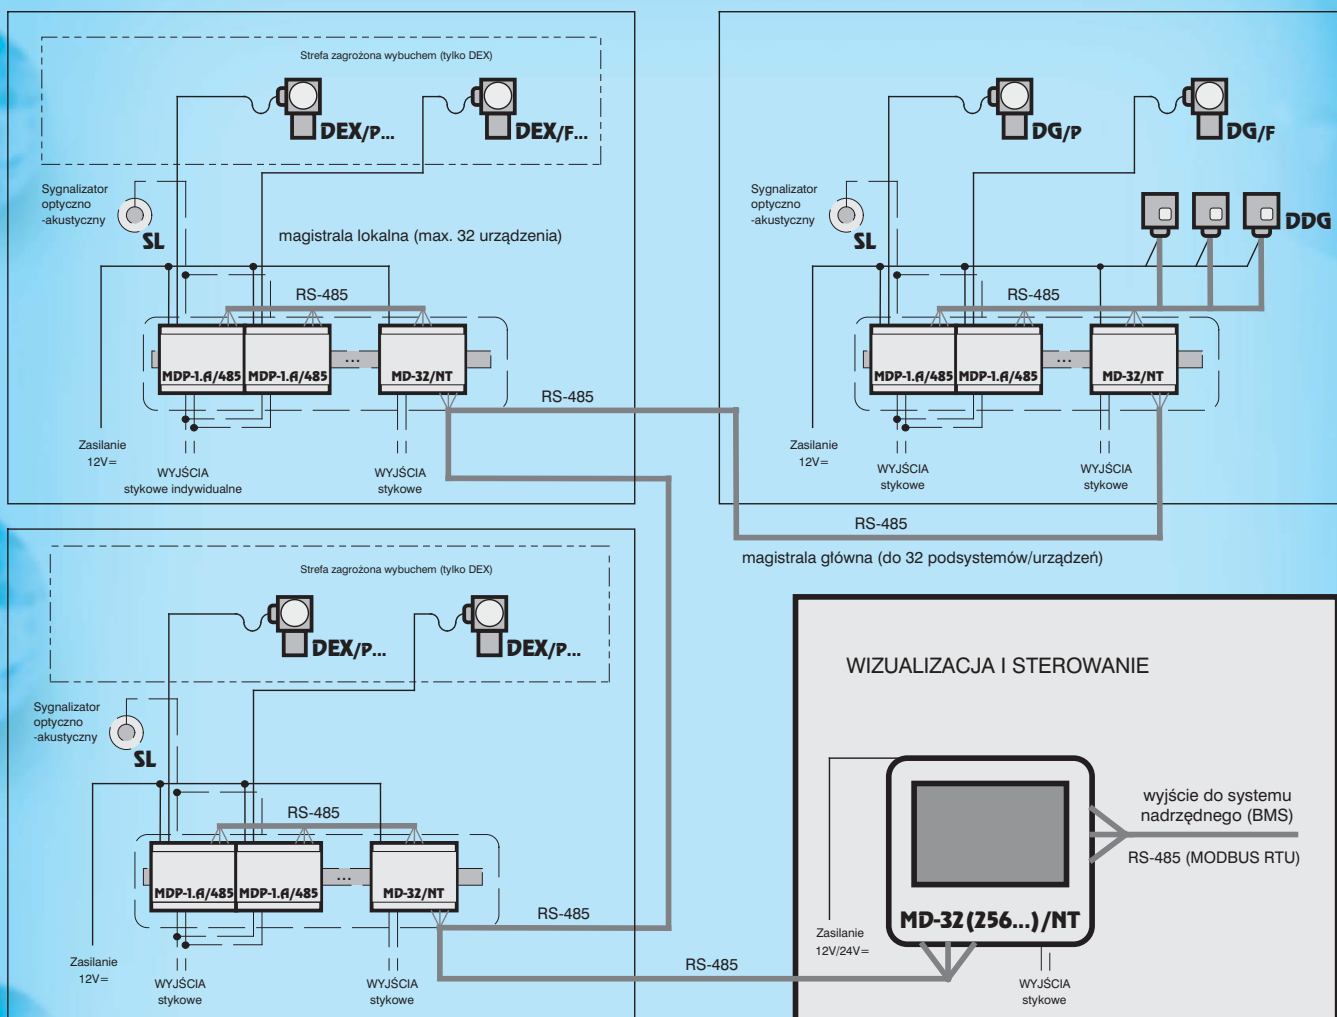 Strefa zagrożona wybuchem (tylko DEX)
DEX/P...
DEX/F...
Sygnalizator
optyczno
-akustyczny
SL
magistrala lokalna (max. 32 urządzenia)
RS-485
MDP-1.A/485
MDP-1.A/485
...
MD-32/NT
Zasilanie
12V=
WYJŚCIA
stykowe indywidualne
WYJŚCIA
stykowe
RS-485
DG/P
DG/F
Sygnalizator
optyczno
-akustyczny
SL
DDG
RS-485
MDP-1.A/485
MDP-1.A/485
...
MD-32/NT
Zasilanie
12V=
WYJŚCIA
stykowe
WYJŚCIA
stykowe
RS-485
magistrala główna (do 32 podsystemów/urządzeń)
Strefa zagrożona wybuchem (tylko DEX)
DEX/P...
DEX/P...
Sygnalizator
optyczno
-akustyczny
SL
RS-485
MDP-1.A/485
MDP-1.A/485
...
MD-32/NT
Zasilanie
12V=
WYJŚCIA
stykowe
WYJŚCIA
stykowe
RS-485
RS-485
WIZUALIZACJA I STEROWANIE
MD-32(256...)/NT
Zasilanie
12V/24V=
WYJŚCIA
stykowe
wyjście do systemu
nadrzędnego (BMS)
RS-485 (MODBUS RTU)